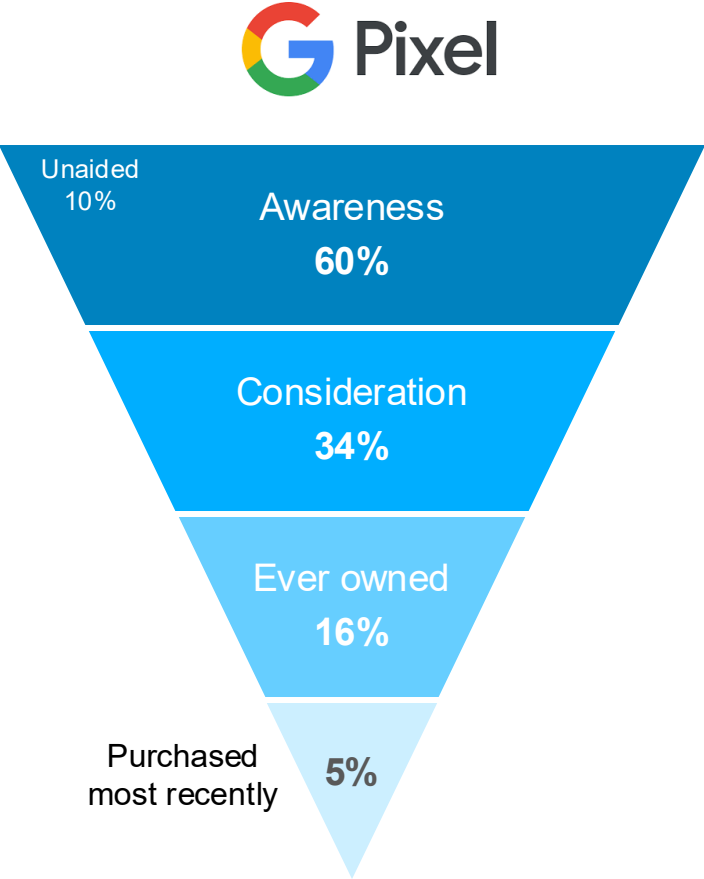 G Pixel
Unaided
10%
Awareness
60%
Consideration
34%
Ever owned
16%
Purchased
most recently
5%